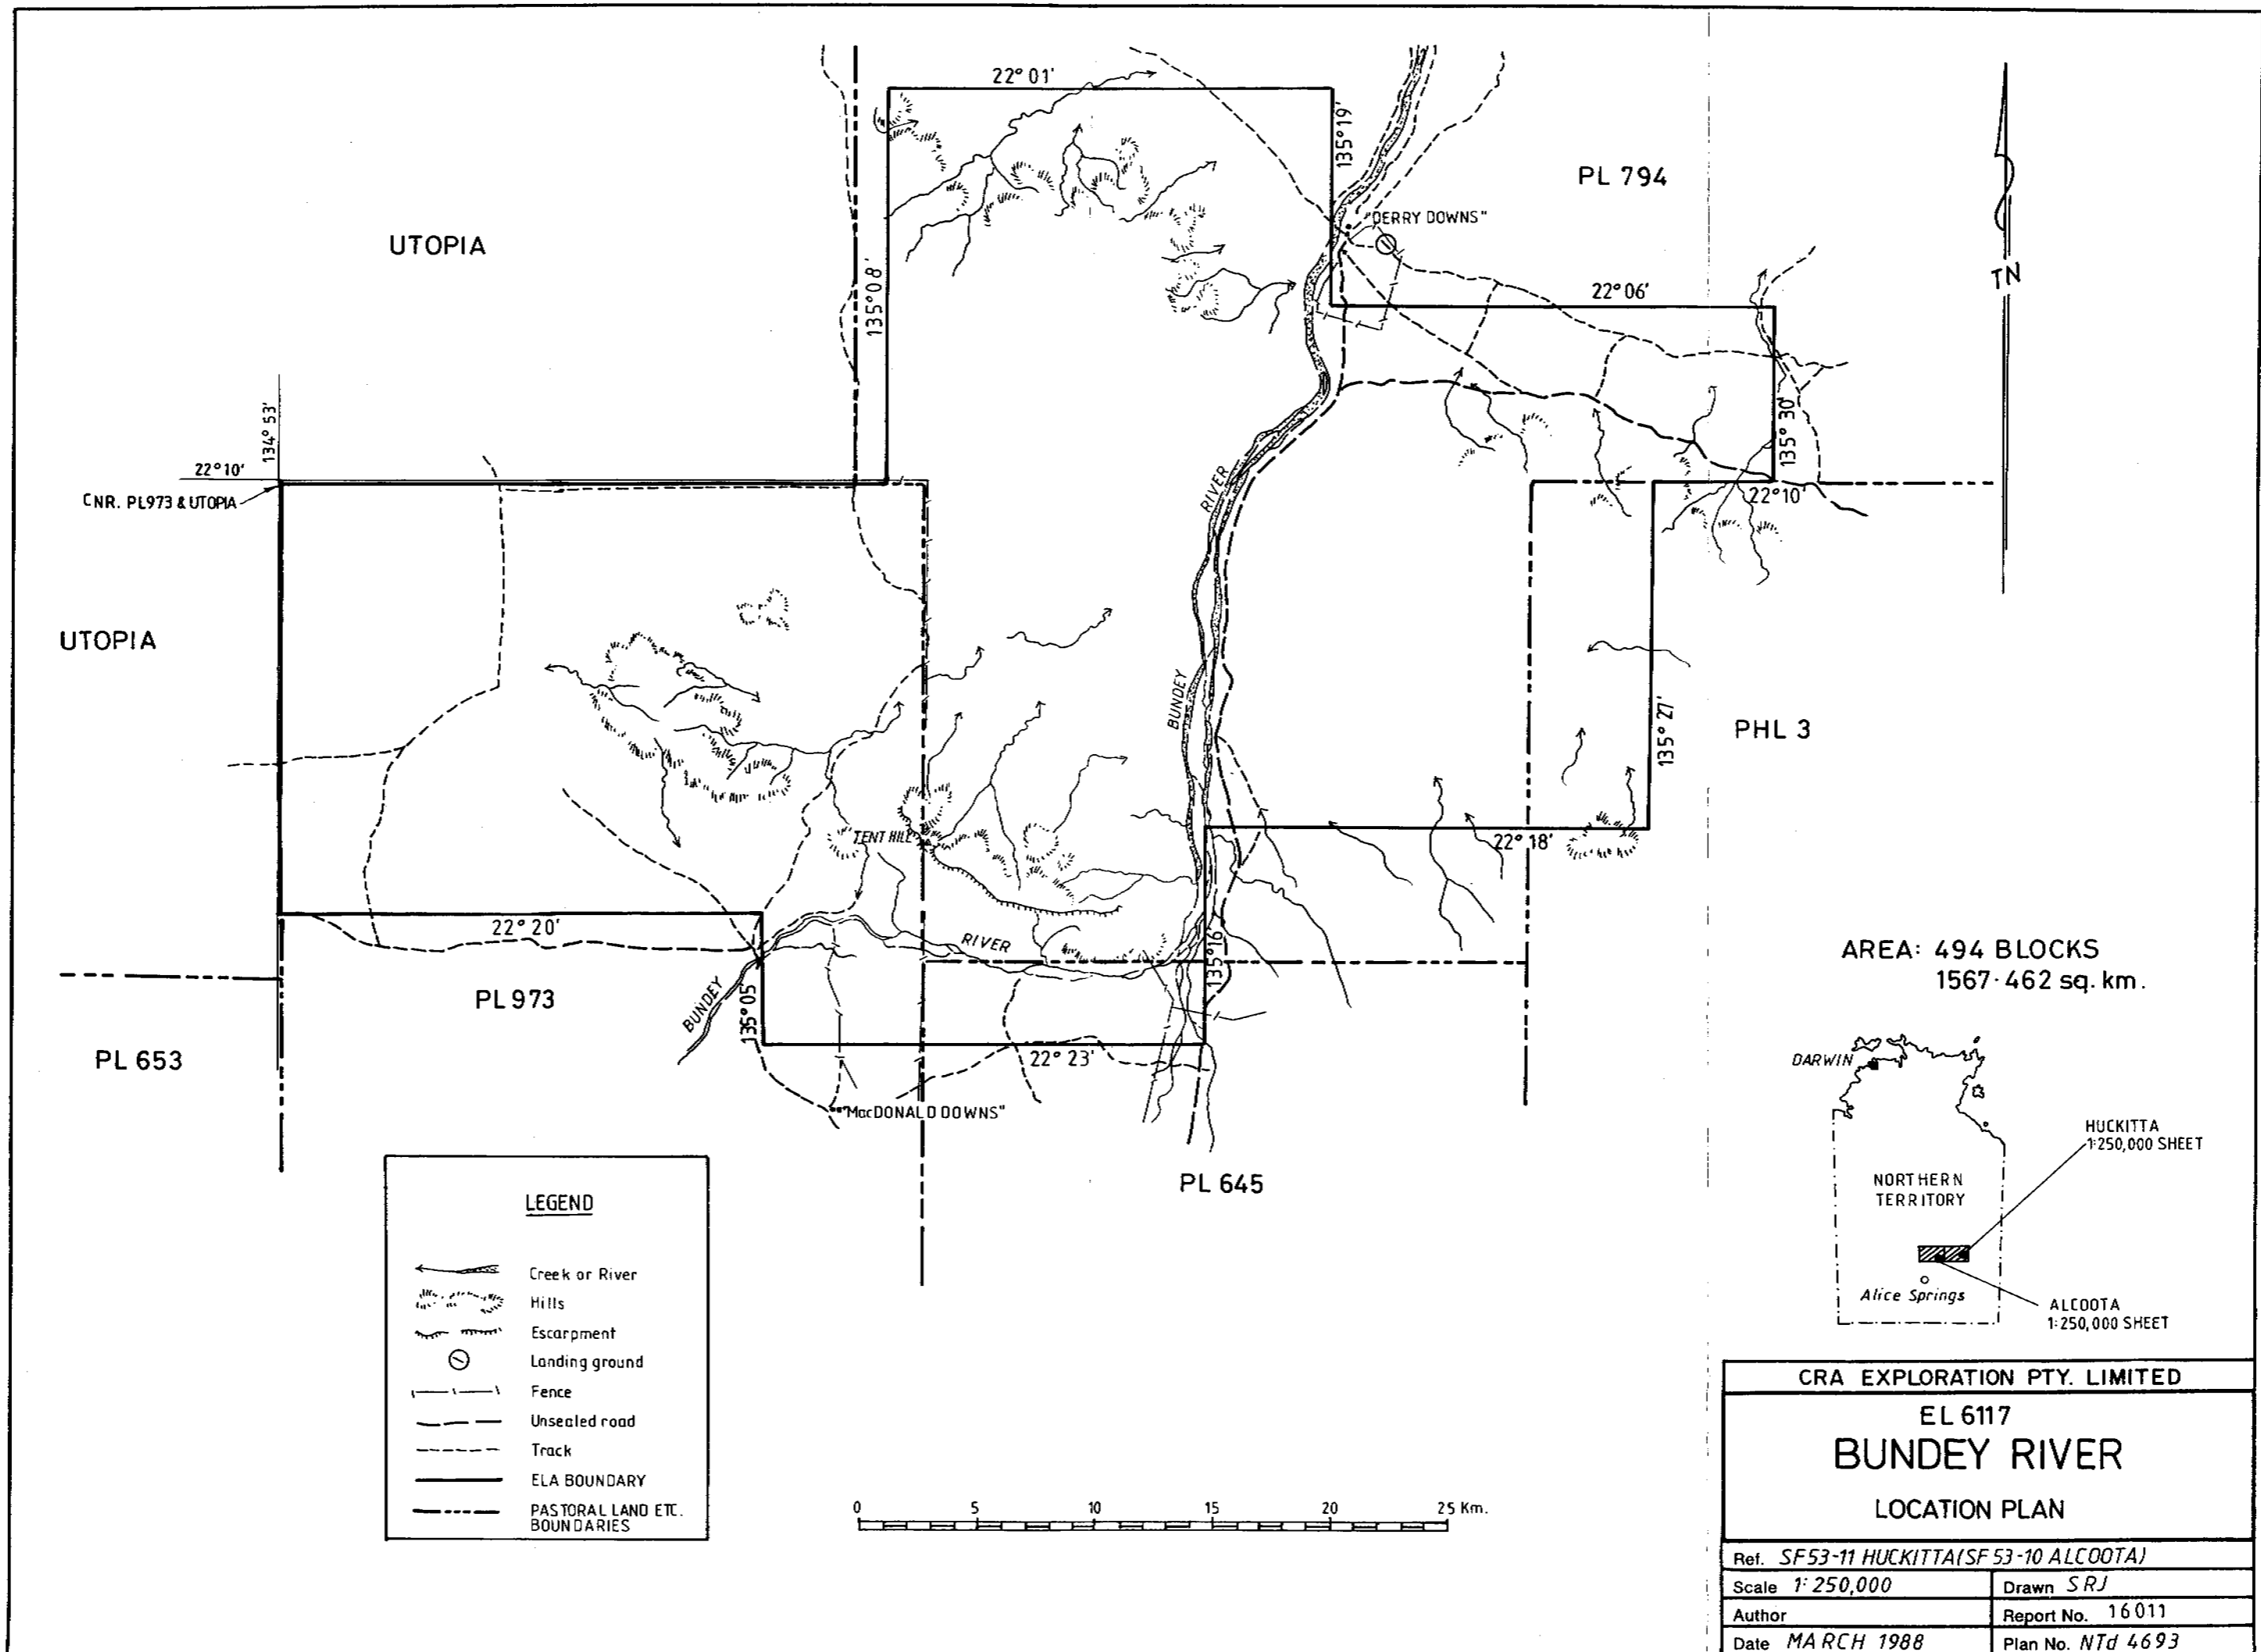 22° 01'
135° 19'
PL 794
"DERRY DOWNS"
UTOPIA
TN
135° 08'
22° 06'
134° 53'
135° 30'
22° 10'
CNR. PL973 & UTOPIA
RIVER
22° 10'
UTOPIA
BUNDEY
135° 27'
PHL 3
TENT HILL
22° 18'
22° 20'
RIVER
135° 16'
AREA: 494 BLOCKS
1567·462 sq. km.
BUNDEY
135° 05'
PL 973
PL 653
22° 23'
"MacDONALD DOWNS"
PL 645
DARWIN
HUCKITTA
1:250,000 SHEET
NORTHERN
TERRITORY
Alice Springs
ALCOOTA
1:250,000 SHEET
LEGEND
Creek or River
Hills
Escarpment
Landing ground
Fence
Unsealed road
Track
ELA BOUNDARY
PASTORAL LAND ETC.
BOUNDARIES
0 5 10 15 20 25 Km.
CRA EXPLORATION PTY. LIMITED
EL 6117
BUNDEY RIVER
LOCATION PLAN
Ref. SF53-11 HUCKITTA (SF 53-10 ALCOOTA)
Scale 1:250,000
Drawn SRJ
Author
Report No. 16011
Date MARCH 1988
Plan No. NTd 4693